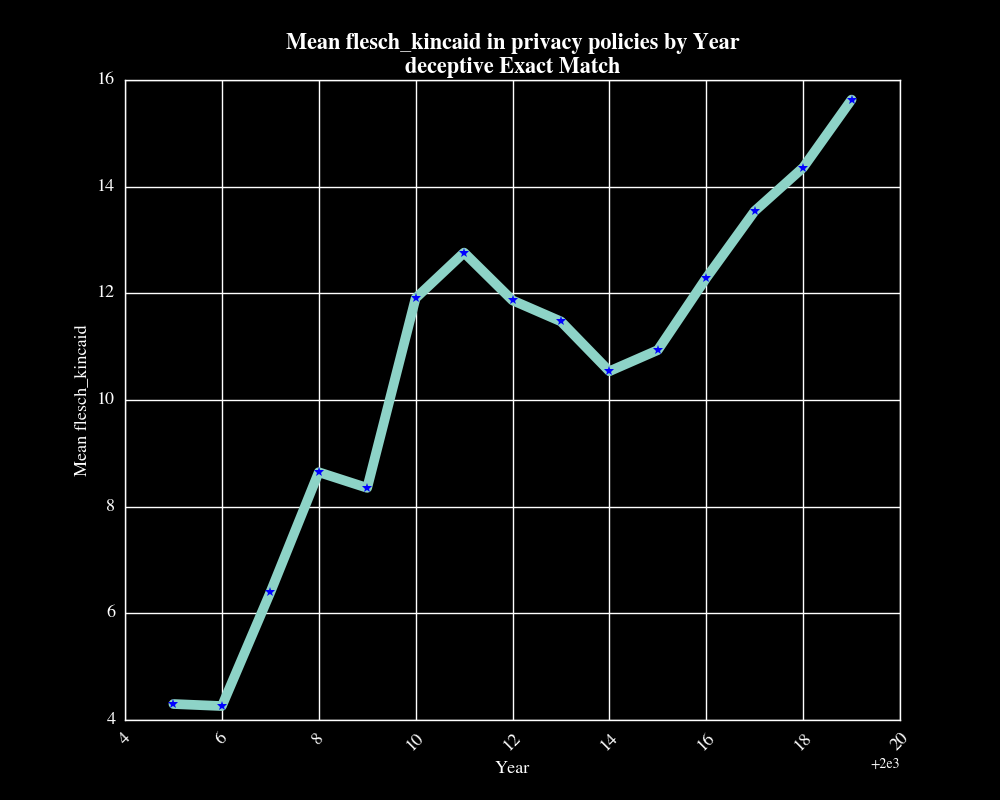 Mean flesch_kincaid in privacy policies by Year
deceptive Exact Match
16
14
12
10
8
6
4
Mean flesch_kincaid
4 6 8 10 12 14 16 18 20
Year
+2e3